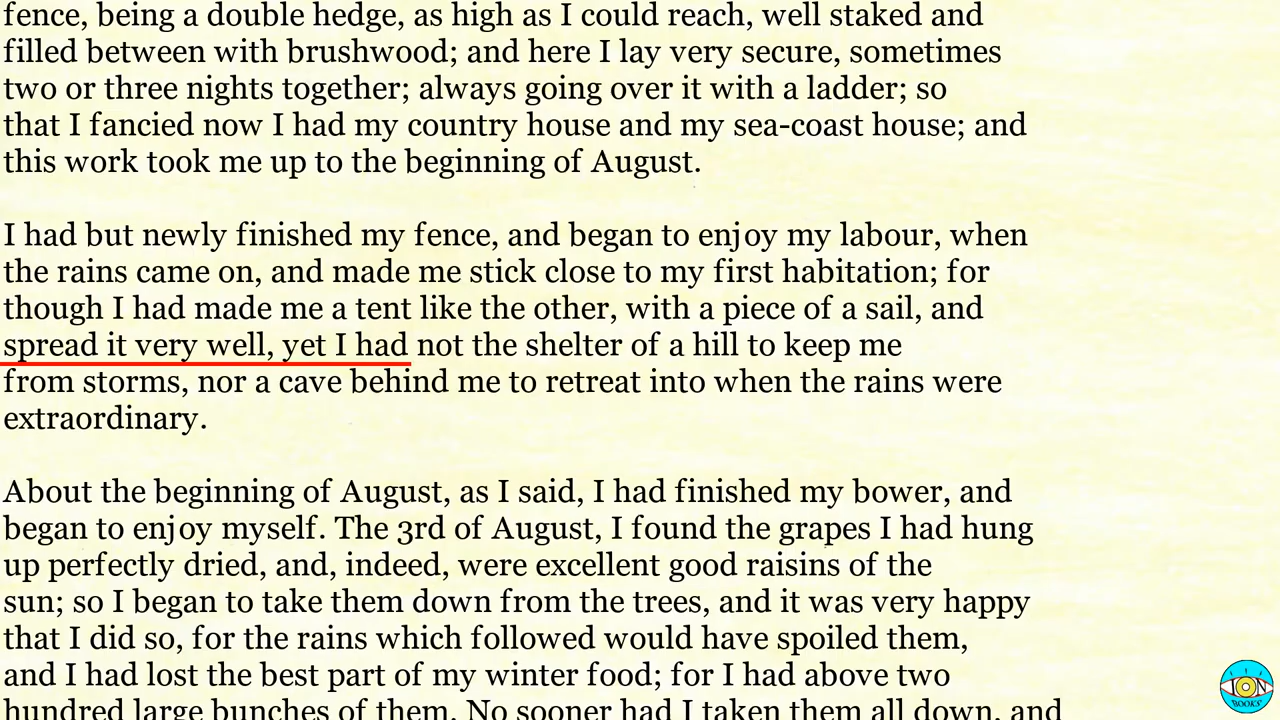 fence, being a double hedge, as high as I could reach, well staked and
filled between with brushwood; and here I lay very secure, sometimes
two or three nights together; always going over it with a ladder; so
that I fancied now I had my country house and my sea-coast house; and
this work took me up to the beginning of August.
I had but newly finished my fence, and began to enjoy my labour, when
the rains came on, and made me stick close to my first habitation; for
though I had made me a tent like the other, with a piece of a sail, and
spread it very well, yet I had not the shelter of a hill to keep me
from storms, nor a cave behind me to retreat into when the rains were
extraordinary.
About the beginning of August, as I said, I had finished my bower, and
began to enjoy myself. The 3rd of August, I found the grapes I had hung
up perfectly dried, and, indeed, were excellent good raisins of the
sun; so I began to take them down from the trees, and it was very happy
that I did so, for the rains which followed would have spoiled them,
and I had lost the best part of my winter food; for I had above two
hundred large bunches of them. No sooner had I taken them all down, and
ION
BOOKS